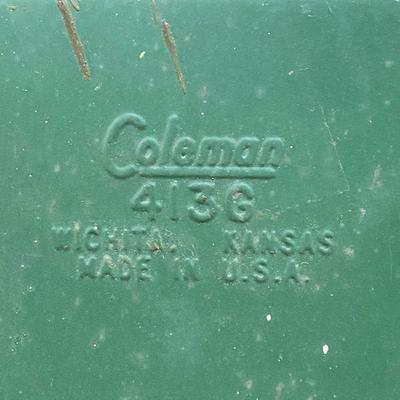 Coleman
413G
WICHITA, KANSAS
MADE IN U.S.A.